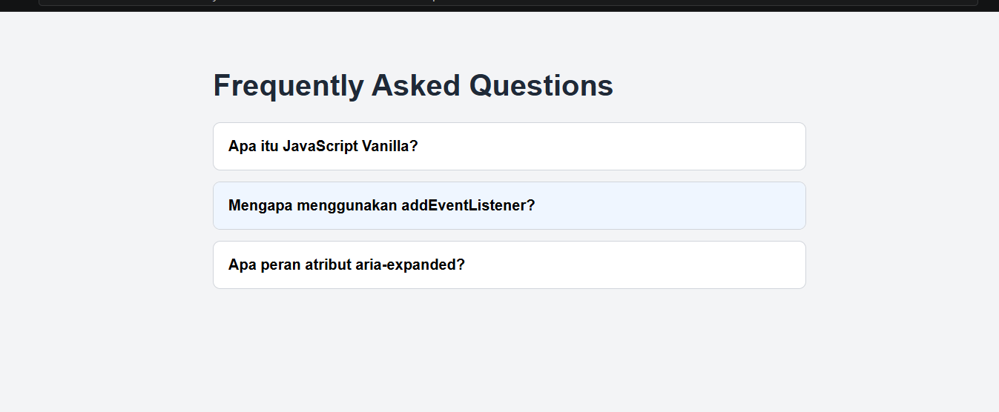 Frequently Asked Questions
Apa itu JavaScript Vanilla?
Mengapa menggunakan addEventListener?
Apa peran atribut aria-expanded?